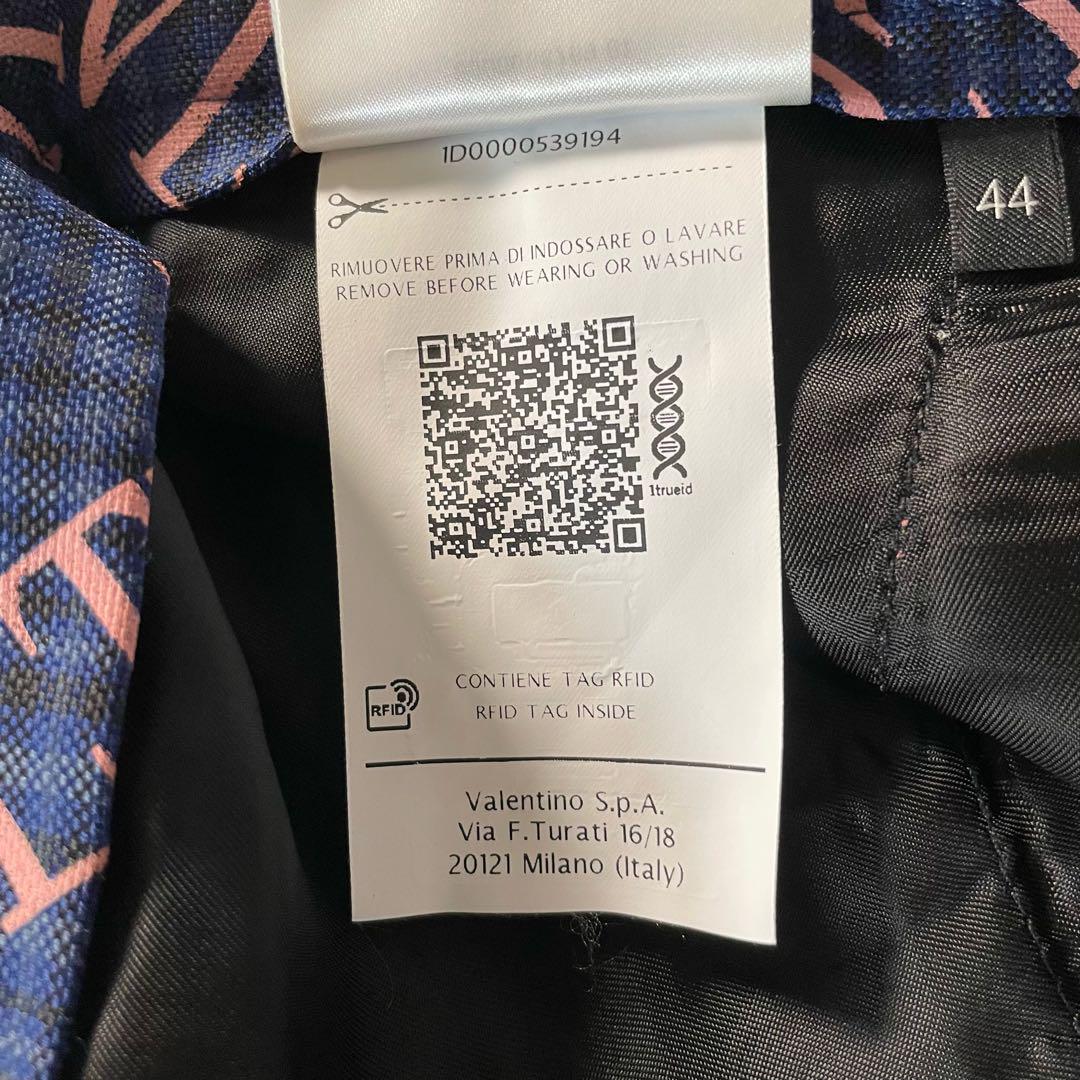 1D0000539194
44
RIMUOVERE PRIMA DI INDOSSARE O LAVARE
REMOVE BEFORE WEARING OR WASHING
1trueid
RFID
CONTIENE TAG RFID
RFID TAG INSIDE
Valentino S.p.A.
Via F.Turati 16/18
20121 Milano (Italy)